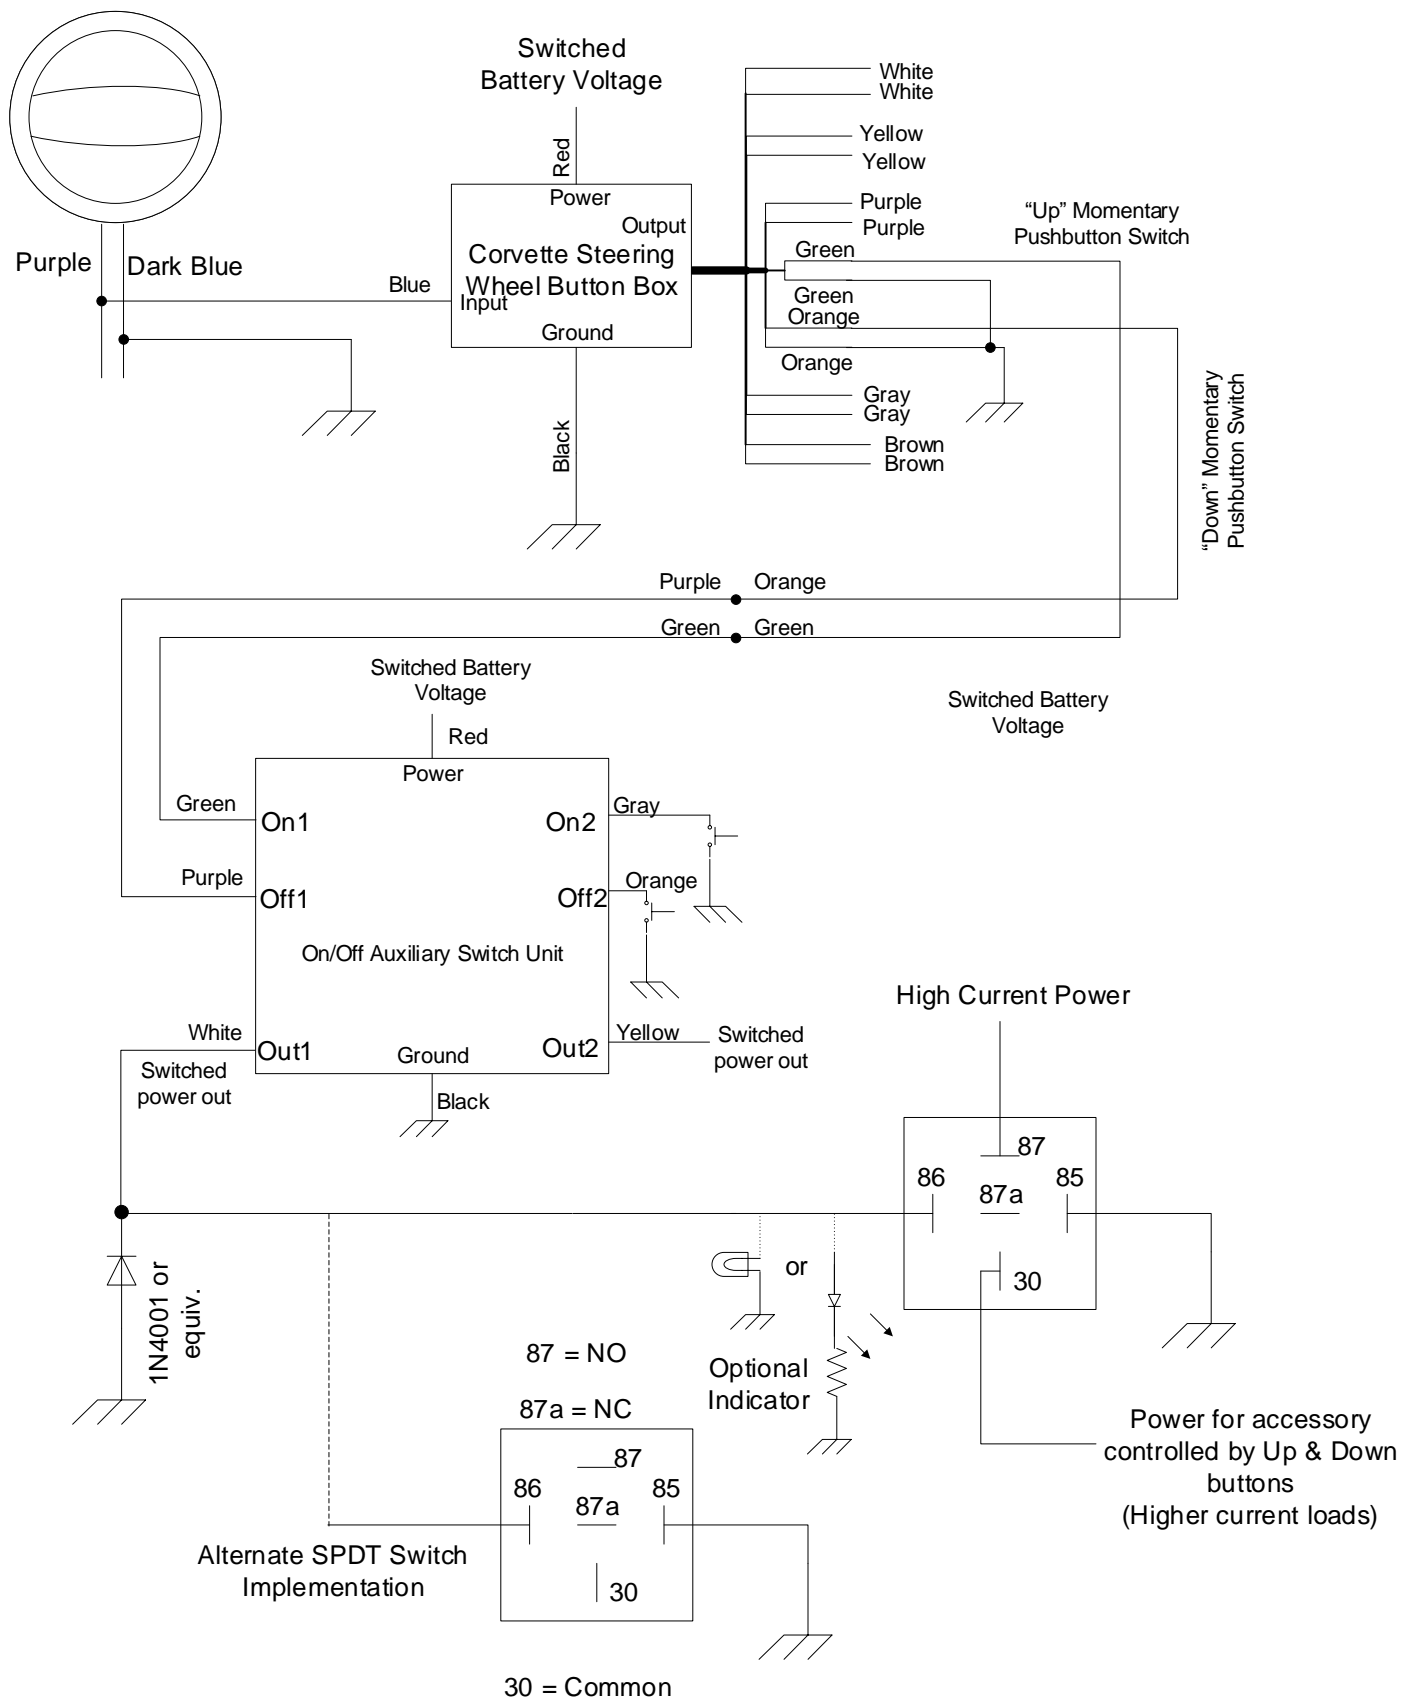 Switched
Battery Voltage
Red
Power
Output
Corvette Steering
Wheel Button Box
Input
Ground
Black
Purple
Dark Blue
Blue
White
White
Yellow
Yellow
Purple
Purple
Green
Green
Orange
Orange
Gray
Gray
Brown
Brown
“Up” Momentary
Pushbutton Switch
“Down” Momentary
Pushbutton Switch
Purple
Orange
Green
Green
Switched Battery
Voltage
Red
Switched Battery
Voltage
Power
Green
On1
On2
Gray
Purple
Off1
Off2
Orange
On/Off Auxiliary Switch Unit
White
Out1
Switched
power out
Ground
Black
Out2
Yellow
Switched
power out
High Current Power
87
86
87a
85
30
1N4001 or
equiv.
or
Optional
Indicator
87 = NO
87a = NC
87
86
87a
85
30
Alternate SPDT Switch
Implementation
30 = Common
Power for accessory
controlled by Up & Down
buttons
(Higher current loads)